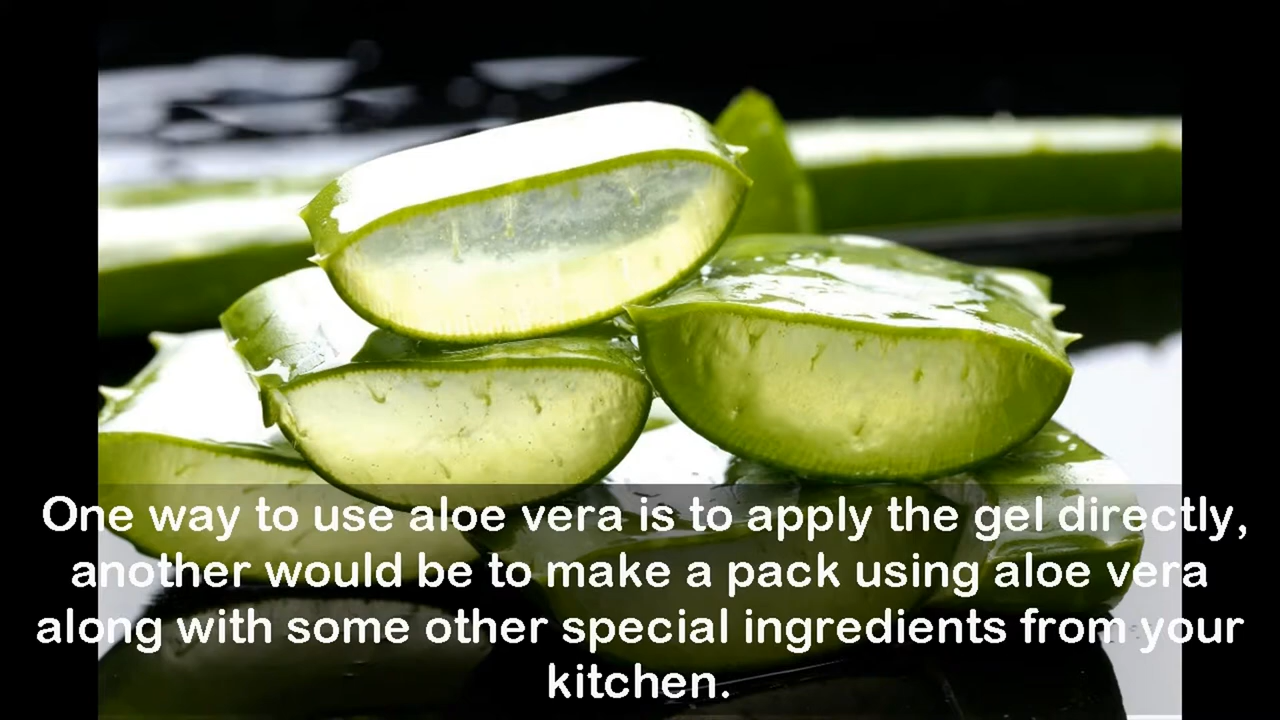 One way to use aloe vera is to apply the gel directly,
another would be to make a pack using aloe vera
along with some other special ingredients from your
kitchen.